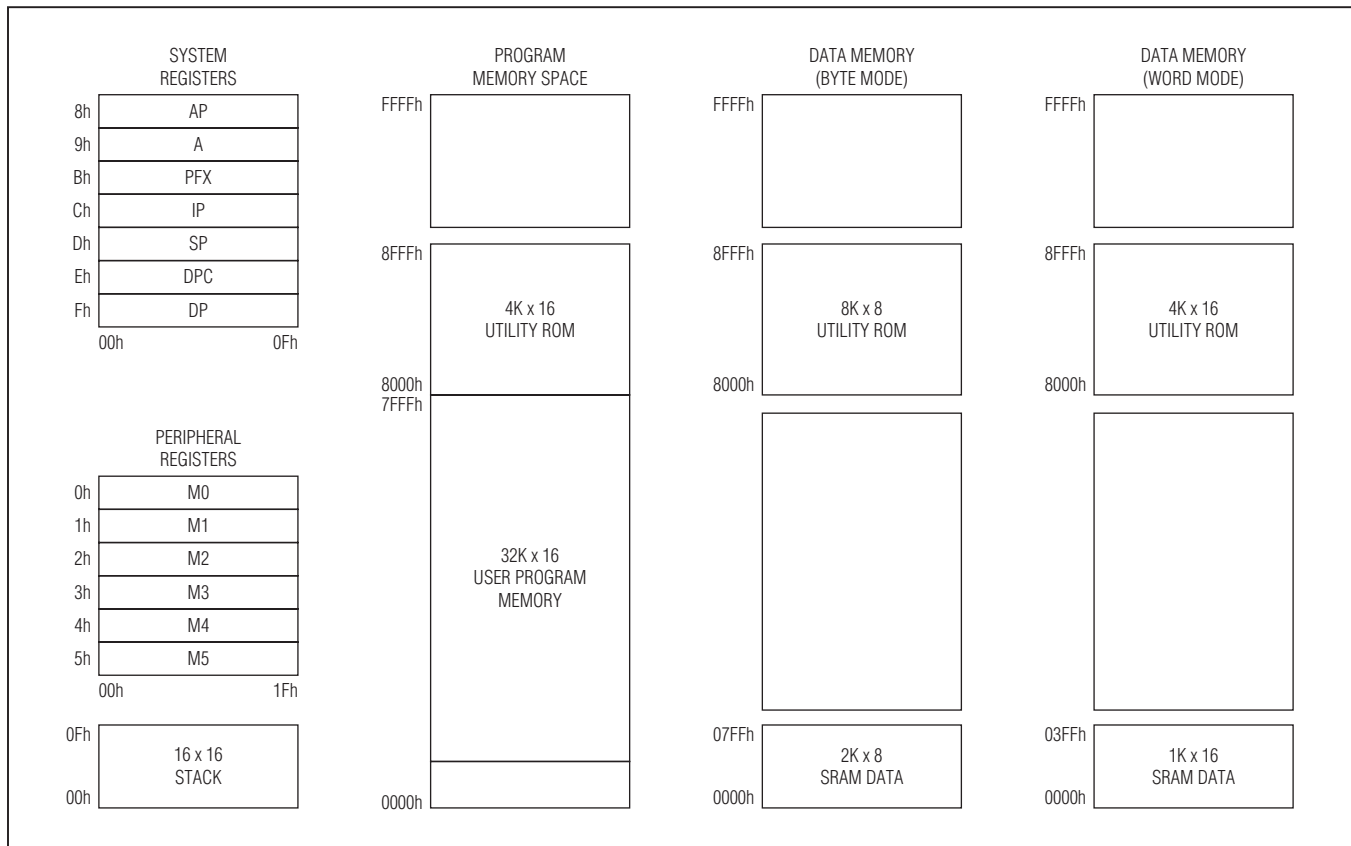 SYSTEM
REGISTERS
8h AP
9h A
Bh PFX
Ch IP
Dh SP
Eh DPC
Fh DP
00h 0Fh
PERIPHERAL
REGISTERS
0h M0
1h M1
2h M2
3h M3
4h M4
5h M5
00h 1Fh
0Fh
16 x 16
STACK
00h
PROGRAM
MEMORY SPACE
FFFFh
8FFFh
4K x 16
UTILITY ROM
8000h
7FFFh
32K x 16
USER PROGRAM
MEMORY
0000h
DATA MEMORY
(BYTE MODE)
FFFFh
8FFFh
8K x 8
UTILITY ROM
8000h
07FFh
2K x 8
SRAM DATA
0000h
DATA MEMORY
(WORD MODE)
FFFFh
8FFFh
4K x 16
UTILITY ROM
8000h
03FFh
1K x 16
SRAM DATA
0000h